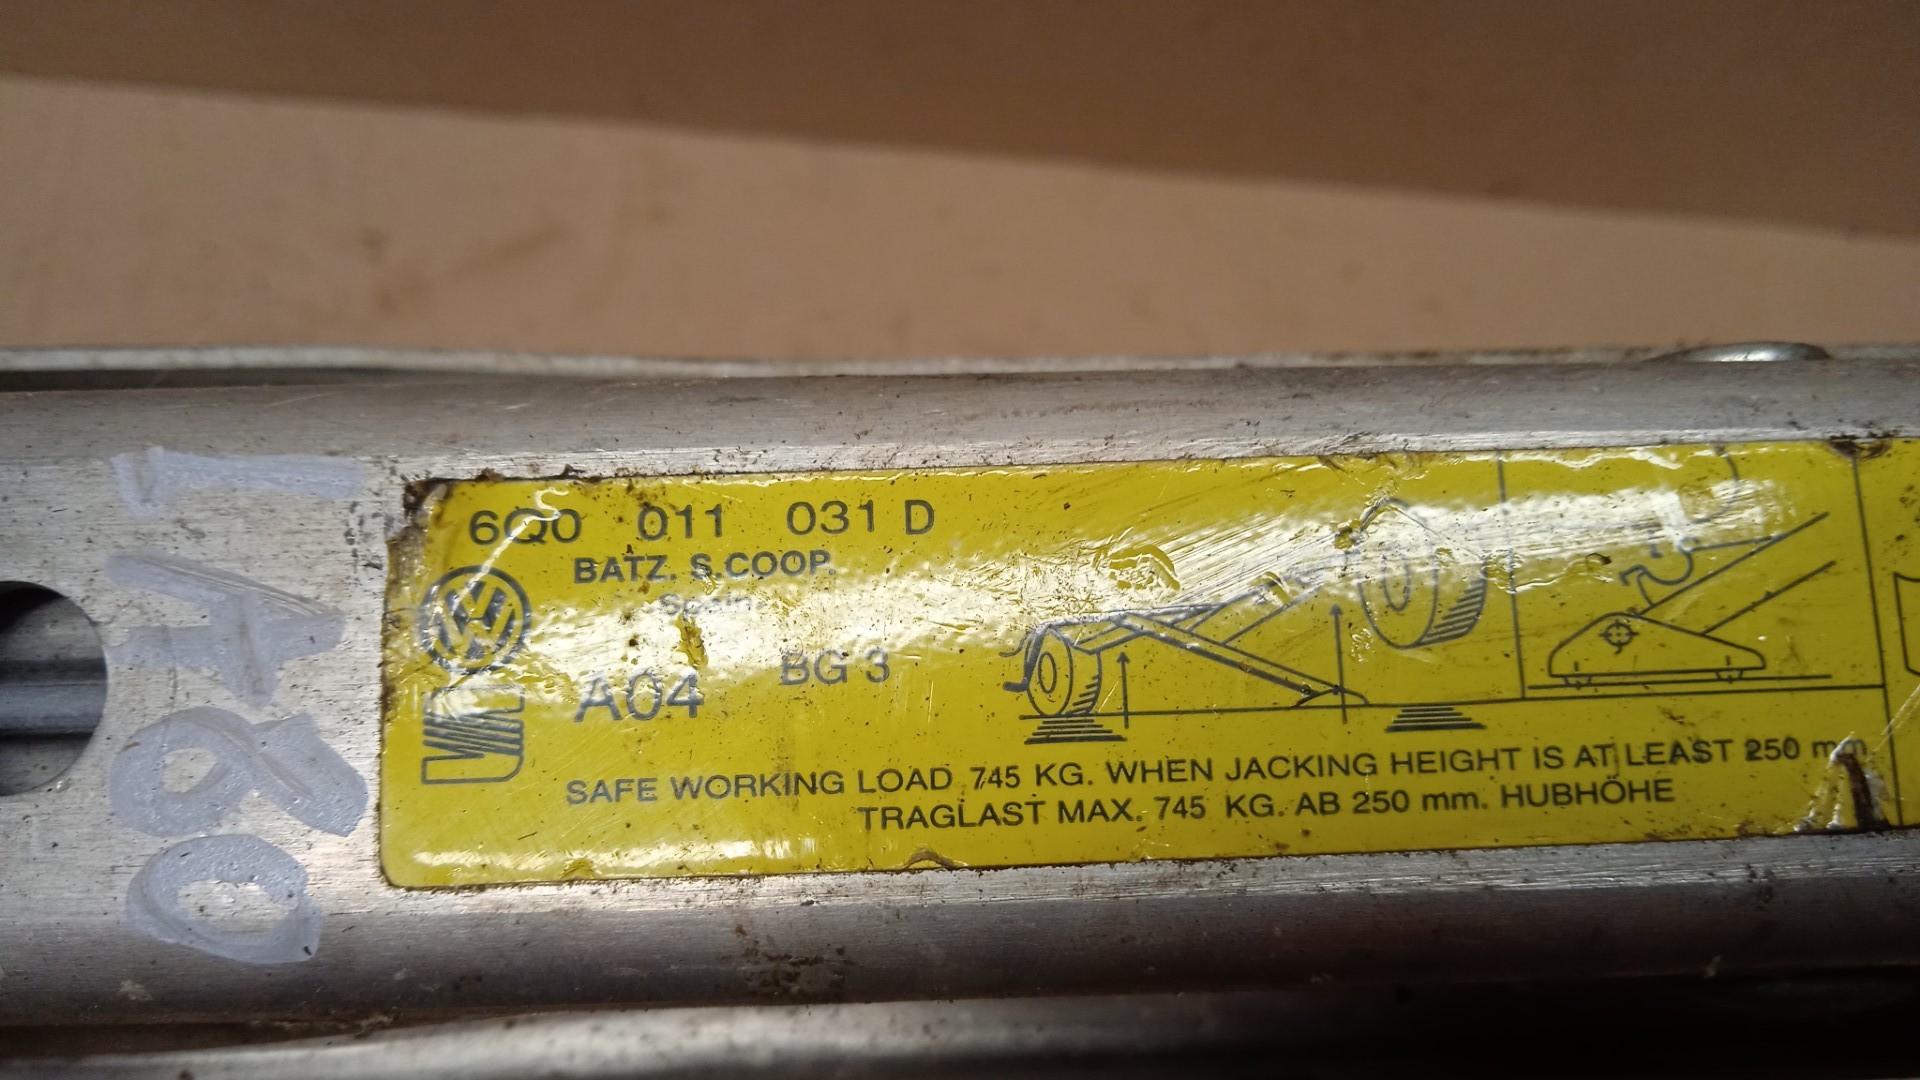 6Q0 011 031 D
BATZ. S.COOP.
Spain.
A04 BG 3
SAFE WORKING LOAD 745 KG. WHEN JACKING HEIGHT IS AT LEAST 250 mm
TRAGLAST MAX. 745 KG. AB 250 mm. HUBHÖHE